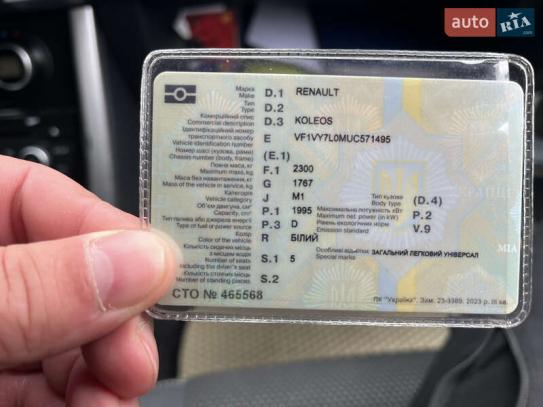 auto RIA.com
Марка D.1 RENAULT
Make
Тип D.2
Type
Комерційний опис D.3 KOLEOS
Commercial description
Ідентифікаційний номер
транспортного засобу E VF1VY7L0MUC571495
Vehicle identification number
Номер шасі (кузова, рами) (E.1)
Chassis number (body, frame)
Повна маса, кг F.1 2300
Maximum mass, kg
Маса без навантаження, кг G 1767
Mass of the vehicle in service, kg
Категорія J M1 Тип кузова (D.4)
Vehicle category Body type
Об'єм двигуна, см³ P.1 1995 Максимальна потужність кВт P.2
Capacity, cm³ Maximum net. power (in kW)
Тип палива або джерело енергії P.3 D Рівень екологічних норм V.9
Type of fuel or power source Emission standard
Колір R БІЛИЙ
Color of the vehicle
Кількість сидячих місць
з місцем водія S.1 5 Особливі відмітки: ЗАГАЛЬНИЙ ЛЕГКОВИЙ УНІВЕРСАЛ
Number of seats Special marks
including the driver's seat
Кількість стоячих місць S.2
Number of standing places
СТО № 465568
ПК "Україна". Зам. 23-3389. 2023 р. III кв.